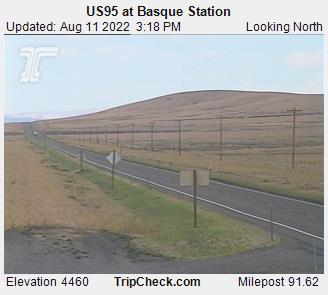 US95 at Basque Station
Updated: Aug 11 2022 3:18 PM Looking North
Elevation 4460 TripCheck.com Milepost 91.62